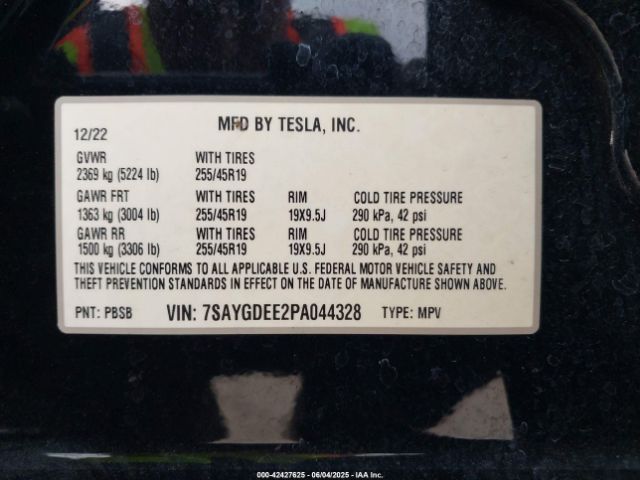 MFD BY TESLA, INC.
12/22
GVWR WITH TIRES
2369 kg (5224 lb) 255/45R19
GAWR FRT WITH TIRES RIM COLD TIRE PRESSURE
1363 kg (3004 lb) 255/45R19 19X9.5J 290 kPa, 42 psi
GAWR RR WITH TIRES RIM COLD TIRE PRESSURE
1500 kg (3306 lb) 255/45R19 19X9.5J 290 kPa, 42 psi
THIS VEHICLE CONFORMS TO ALL APPLICABLE U.S. FEDERAL MOTOR VEHICLE SAFETY AND
THEFT PREVENTION STANDARDS IN EFFECT ON THE DATE OF MANUFACTURE SHOWN ABOVE.
PNT: PBSB VIN: 7SAYGDEE2PA044328 TYPE: MPV
000-42427625 - 06/04/2025 - IAA Inc.